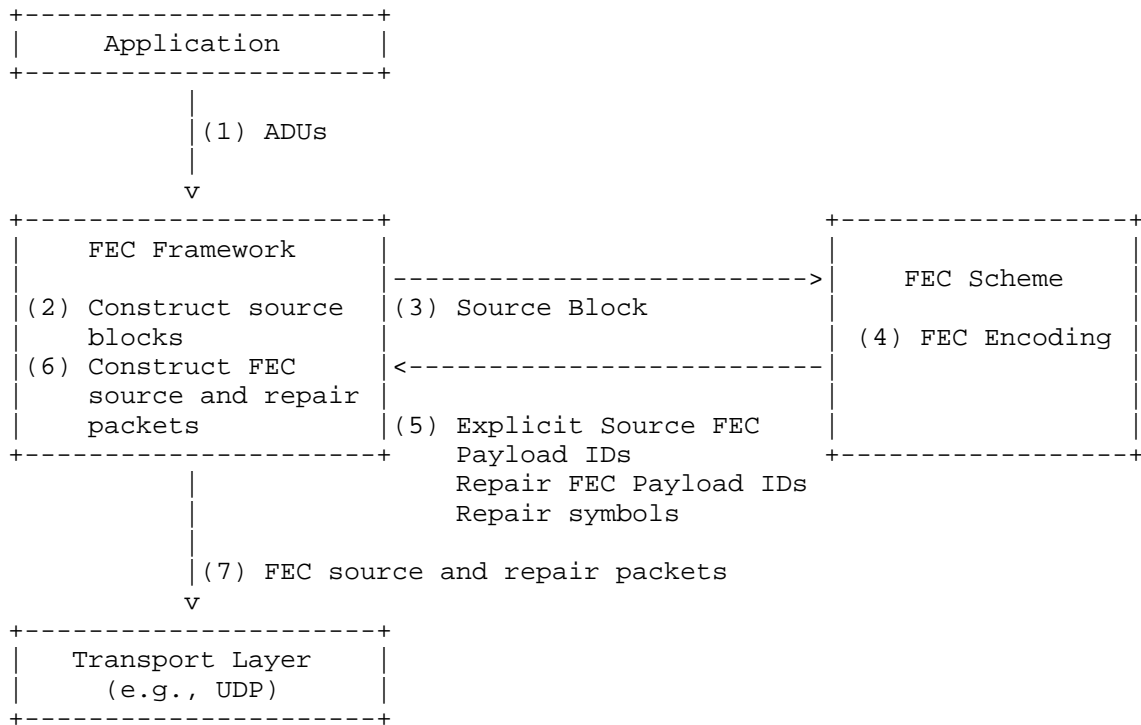 Application
(1) ADUs
v
FEC Framework
FEC Scheme
(2) Construct source (3) Source Block
blocks (4) FEC Encoding
(6) Construct FEC
source and repair
packets (5) Explicit Source FEC
Payload IDs
Repair FEC Payload IDs
Repair symbols
(7) FEC source and repair packets
v
Transport Layer
(e.g., UDP)